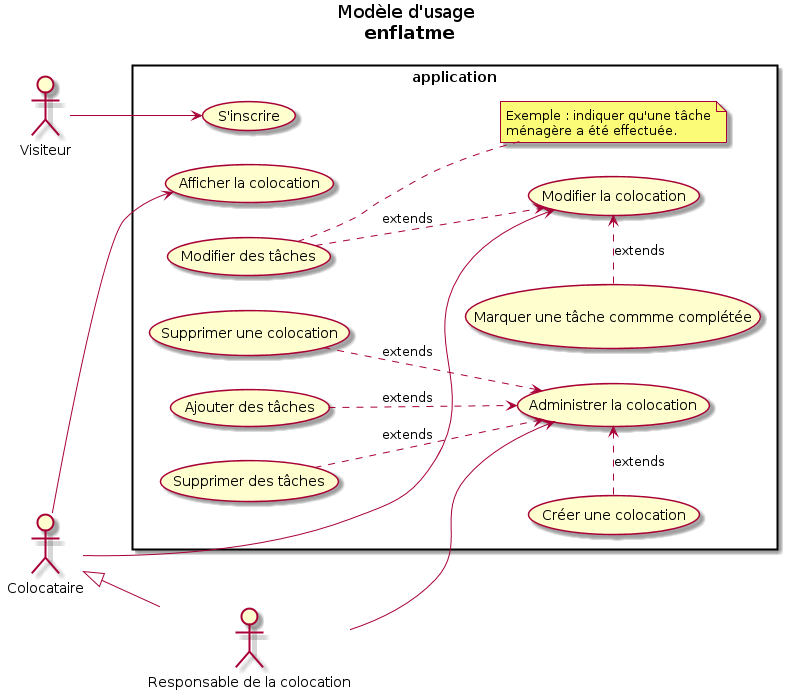 Modèle d'usage
enflatme
application
Visiteur
S'inscrire
Exemple : indiquer qu'une tâche
ménagère a été effectuée.
Afficher la colocation
Modifier la colocation
extends
Modifier des tâches
extends
Marquer une tâche commme complétée
Supprimer une colocation
extends
Ajouter des tâches
extends
Administrer la colocation
extends
Supprimer des tâches
extends
Créer une colocation
Colocataire
Responsable de la colocation